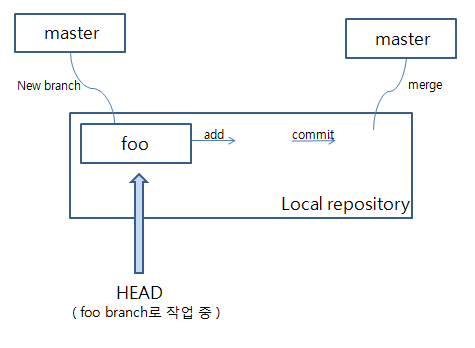 master
master
New branch
merge
foo
add
commit
Local repository
HEAD
( foo branch로 작업 중 )